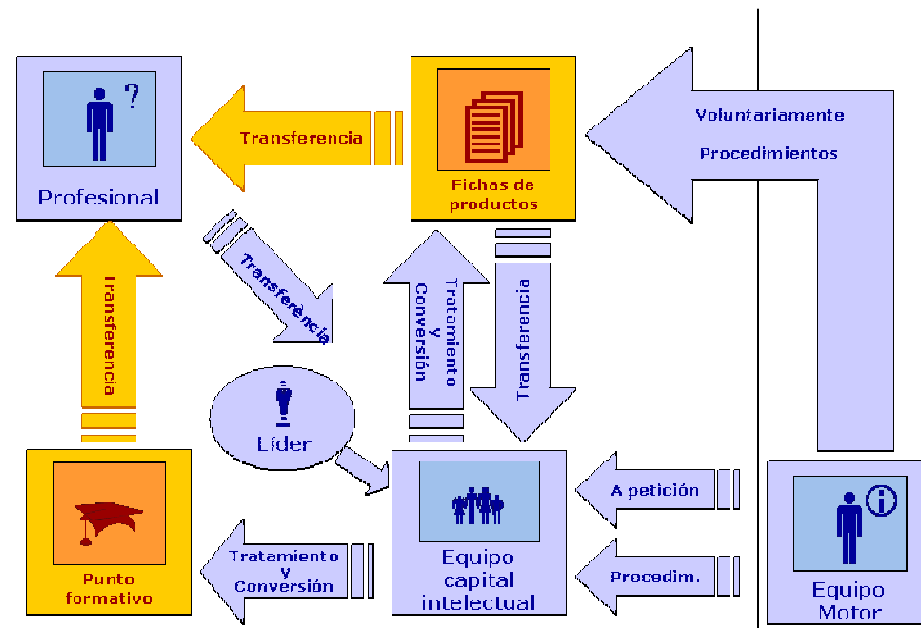 ?
Profesional
Transferencia
Fichas de
productos
Voluntariamente
Procedimientos
Transferencia
Transferència
Tratamiento
y
Conversión
Transferencia
Líder
Punto
formativo
Tratamiento
y
Conversión
Equipo
capital
intelectual
A petición
Procedim.
i
Equipo
Motor